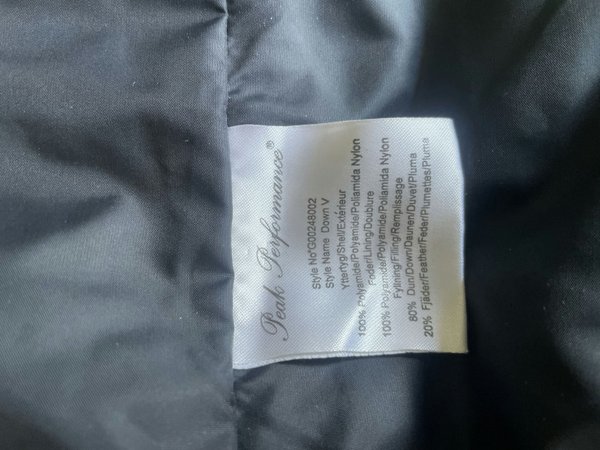 Peak Performance®
Style No°G00248002
Style Name Down V
Yttertyg/Shell/Extérieur
100% Polyamide/Polyamide/Poliamida Nylon
Foder/Lining/Doublure
100% Polyamide/Polyamide/Poliamida Nylon
Fyllning/Filling/Remplissage
80% Dun/Down/Daunen/Duvet/Pluma
20% Fjäder/Feather/Feder/Plumettes/Pluma